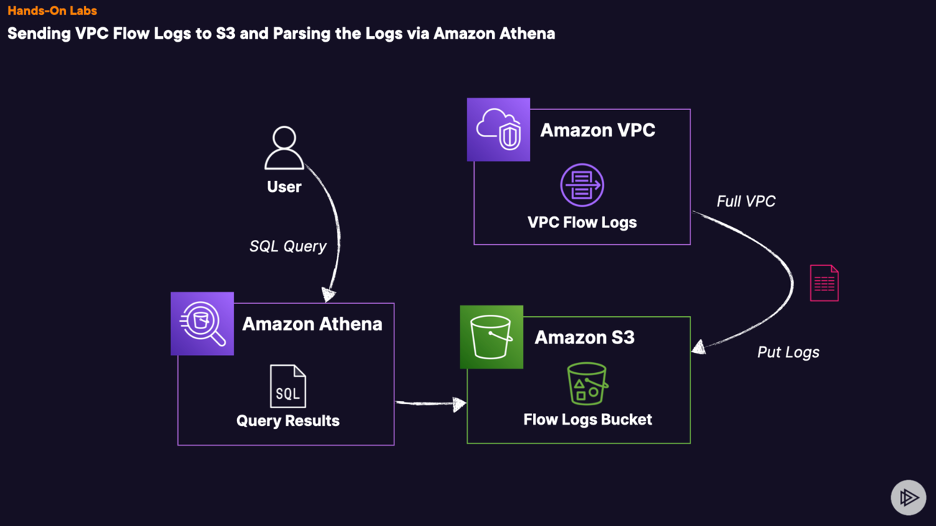 Hands-On Labs
Sending VPC Flow Logs to S3 and Parsing the Logs via Amazon Athena
User
SQL Query
Amazon VPC
VPC Flow Logs
Full VPC
Put Logs
Amazon Athena
SQL
Query Results
Amazon S3
Flow Logs Bucket